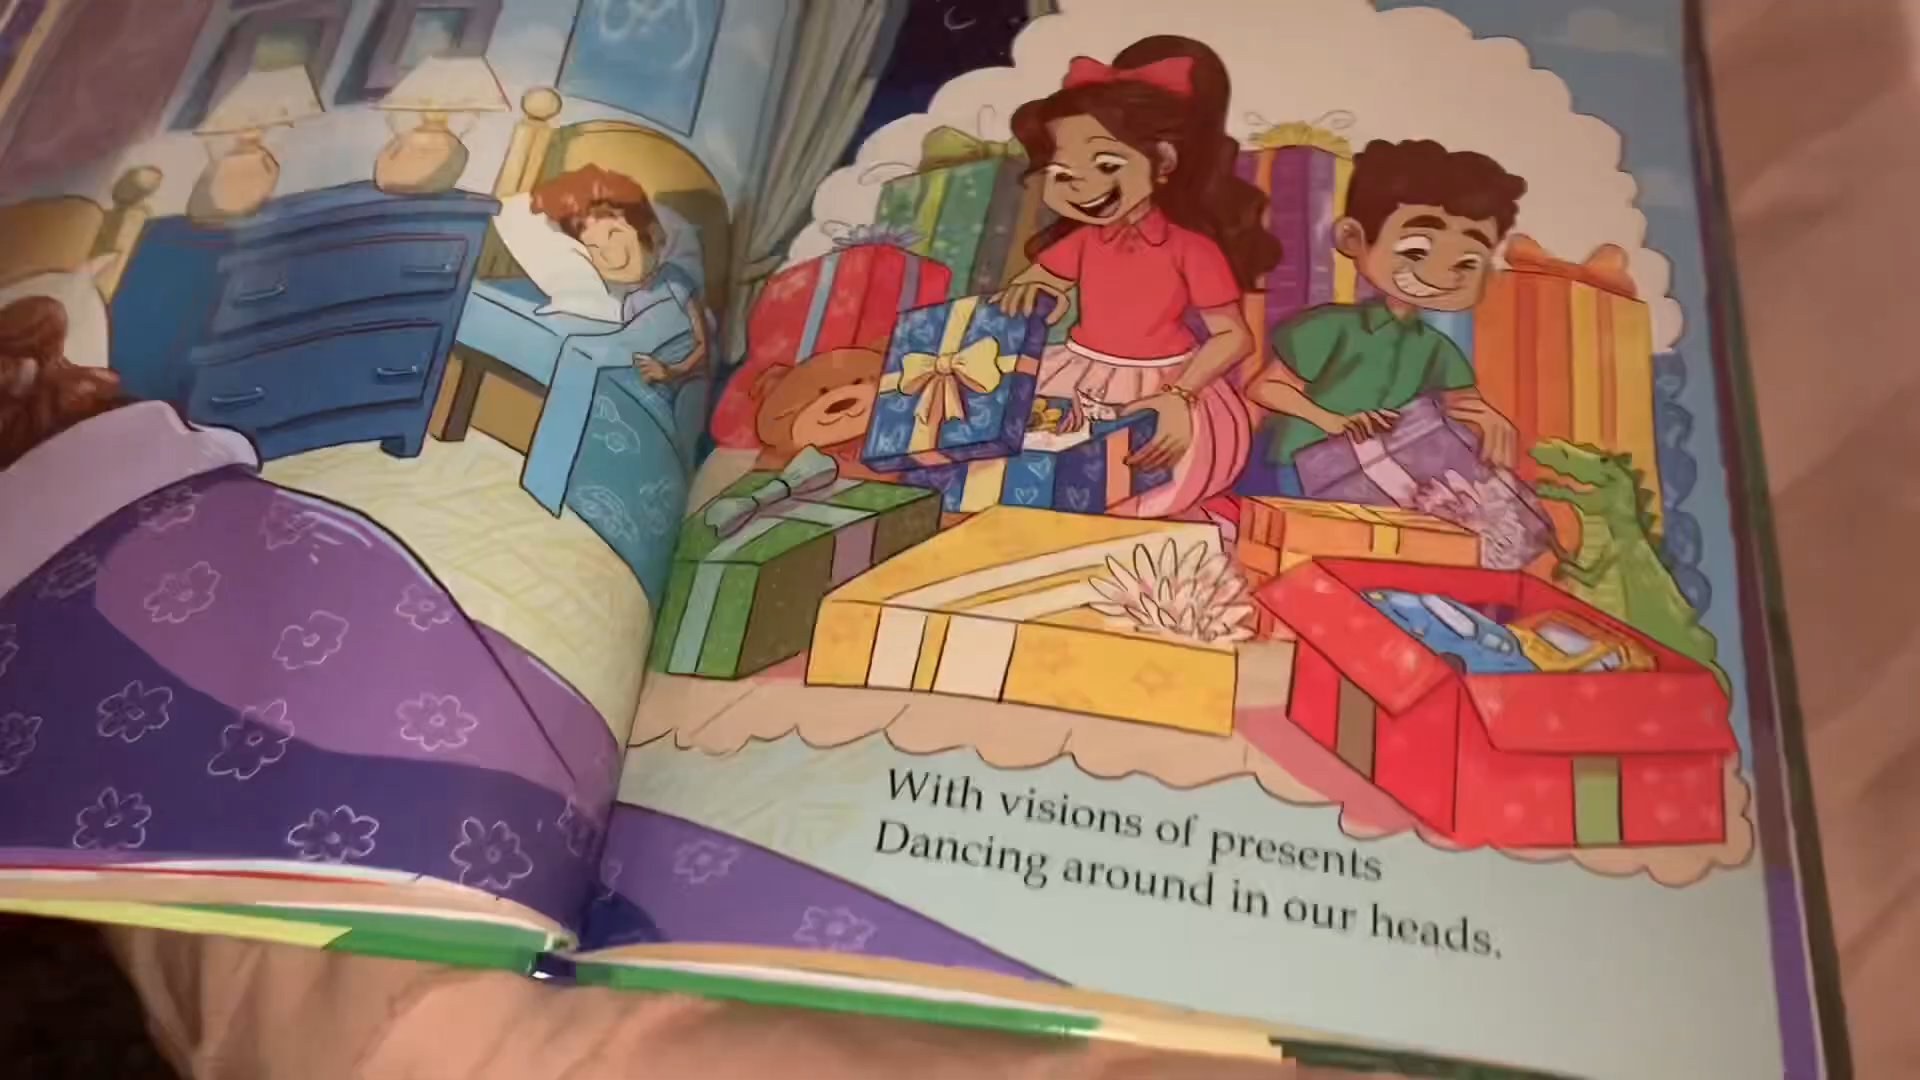 With visions of presents
Dancing around in our heads.